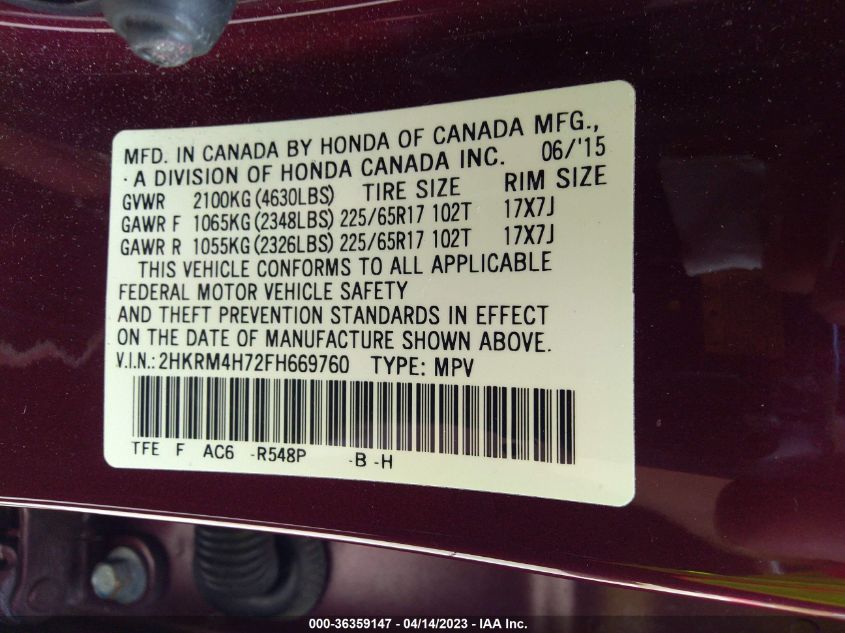 MFD. IN CANADA BY HONDA OF CANADA MFG.,
A DIVISION OF HONDA CANADA INC. 06/'15
GVWR 2100KG (4630LBS) TIRE SIZE RIM SIZE
GAWR F 1065KG (2348LBS) 225/65R17 102T 17X7J
GAWR R 1055KG (2326LBS) 225/65R17 102T 17X7J
THIS VEHICLE CONFORMS TO ALL APPLICABLE
FEDERAL MOTOR VEHICLE SAFETY
AND THEFT PREVENTION STANDARDS IN EFFECT
ON THE DATE OF MANUFACTURE SHOWN ABOVE.
V.I.N.: 2HKRM4H72FH669760 TYPE: MPV
TFE F AC6 -R548P -B -H
000-36359147 - 04/14/2023 - IAA Inc.